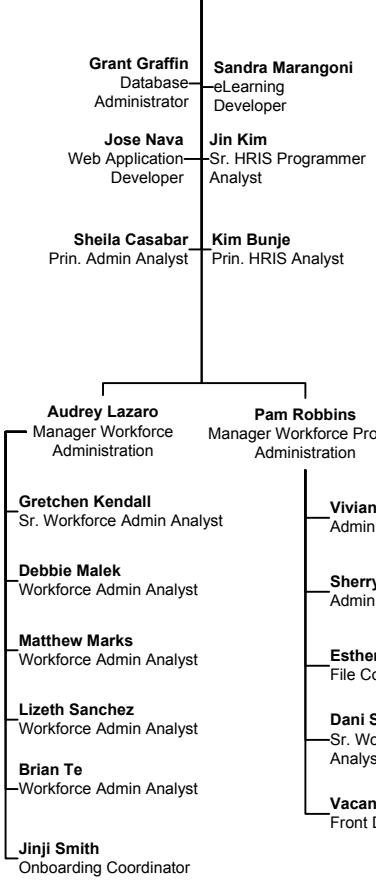 Grant Graffin
Database
Administrator
Sandra Marangoni
eLearning
Developer
Jose Nava
Web Application
Developer
Jin Kim
Sr. HRIS Programmer
Analyst
Sheila Casabar
Prin. Admin Analyst
Kim Bunje
Prin. HRIS Analyst
Audrey Lazaro
Manager Workforce
Administration
Pam Robbins
Manager Workforce Pro
Administration
Gretchen Kendall
Sr. Workforce Admin Analyst
Debbie Malek
Workforce Admin Analyst
Matthew Marks
Workforce Admin Analyst
Lizeth Sanchez
Workforce Admin Analyst
Brian Te
Workforce Admin Analyst
Jinji Smith
Onboarding Coordinator
Vivian
Admin
Sherry
Admin
Esther
File Co
Dani S
Sr. Wo
Analys
Vacan
Front D